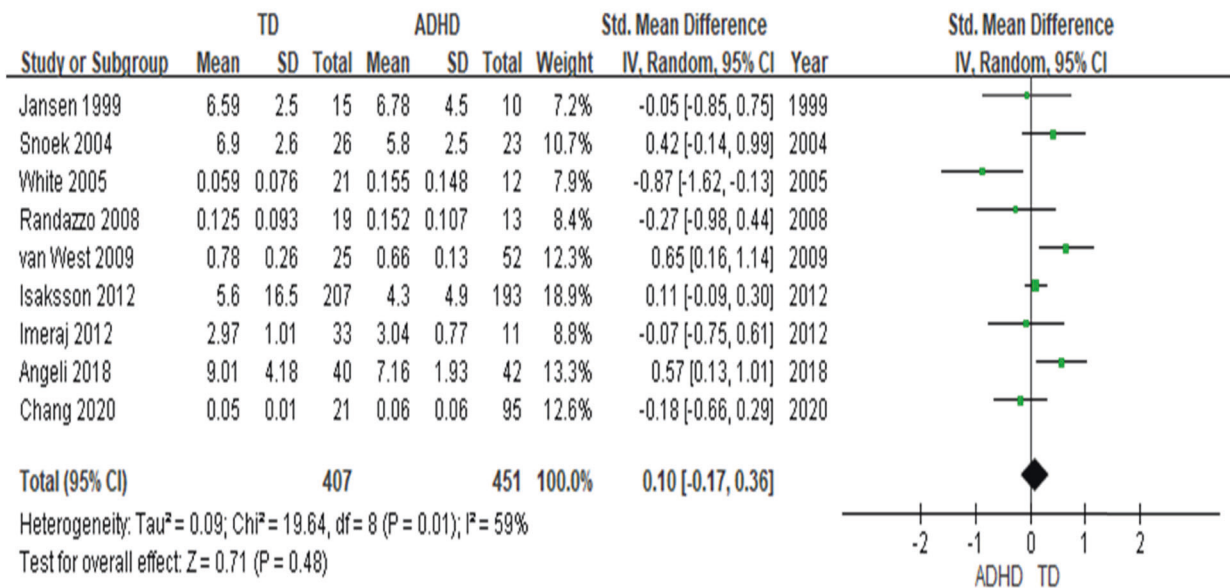 TD ADHD Std. Mean Difference Std. Mean Difference
Study or Subgroup Mean SD Total Mean SD Total Weight IV, Random, 95% CI Year IV, Random, 95% CI
Jansen 1999 6.59 2.5 15 6.78 4.5 10 7.2% -0.05 [-0.85, 0.75] 1999
Snoek 2004 6.9 2.6 26 5.8 2.5 23 10.7% 0.42 [-0.14, 0.99] 2004
White 2005 0.059 0.076 21 0.155 0.148 12 7.9% -0.87 [-1.62, -0.13] 2005
Randazzo 2008 0.125 0.093 19 0.152 0.107 13 8.4% -0.27 [-0.98, 0.44] 2008
van West 2009 0.78 0.26 25 0.66 0.13 52 12.3% 0.65 [0.16, 1.14] 2009
Isaksson 2012 5.6 16.5 207 4.3 4.9 193 18.9% 0.11 [-0.09, 0.30] 2012
Imeraj 2012 2.97 1.01 33 3.04 0.77 11 8.8% -0.07 [-0.75, 0.61] 2012
Angeli 2018 9.01 4.18 40 7.16 1.93 42 13.3% 0.57 [0.13, 1.01] 2018
Chang 2020 0.05 0.01 21 0.06 0.06 95 12.6% -0.18 [-0.66, 0.29] 2020
Total (95% CI) 407 451 100.0% 0.10 [-0.17, 0.36]
Heterogeneity: Tau² = 0.09; Chi² = 19.64, df = 8 (P = 0.01); I² = 59%
Test for overall effect: Z = 0.71 (P = 0.48)
-2 -1 0 1 2
ADHD TD